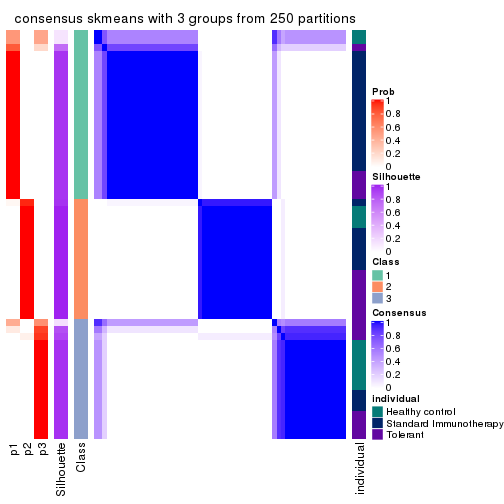 consensus skmeans with 3 groups from 250 partitions
Prob
1
0.8
0.6
0.4
0.2
0
Silhouette
1
0.8
0.6
0.4
0.2
0
Class
1
2
3
Consensus
1
0.8
0.6
0.4
0.2
0
individual
Healthy control
Standard Immunotherapy
Tolerant
p1
p2
p3
Silhouette
Class
individual